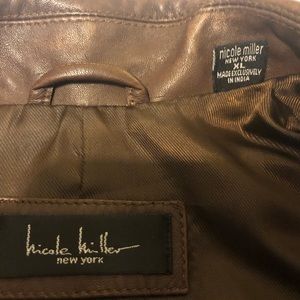 nicole miller
NEW YORK
XL
MADE EXCLUSIVELY
IN INDIA
nicole miller
new york